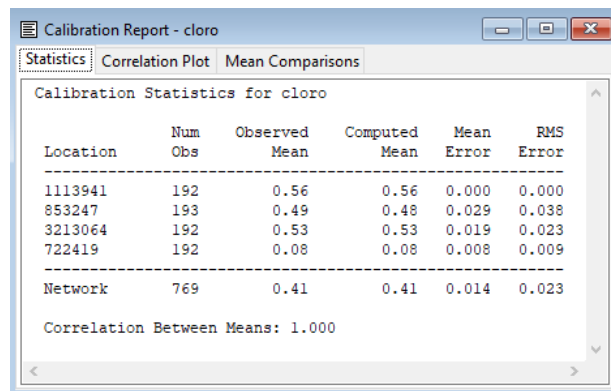 Calibration Report - cloro
Statistics Correlation Plot Mean Comparisons
Calibration Statistics for cloro
Num Observed Computed Mean RMS
Location Obs Mean Mean Error Error
------------------------------------------------------------
1113941 192 0.56 0.56 0.000 0.000
853247 193 0.49 0.48 0.029 0.038
3213064 192 0.53 0.53 0.019 0.023
722419 192 0.08 0.08 0.008 0.009
------------------------------------------------------------
Network 769 0.41 0.41 0.014 0.023
Correlation Between Means: 1.000